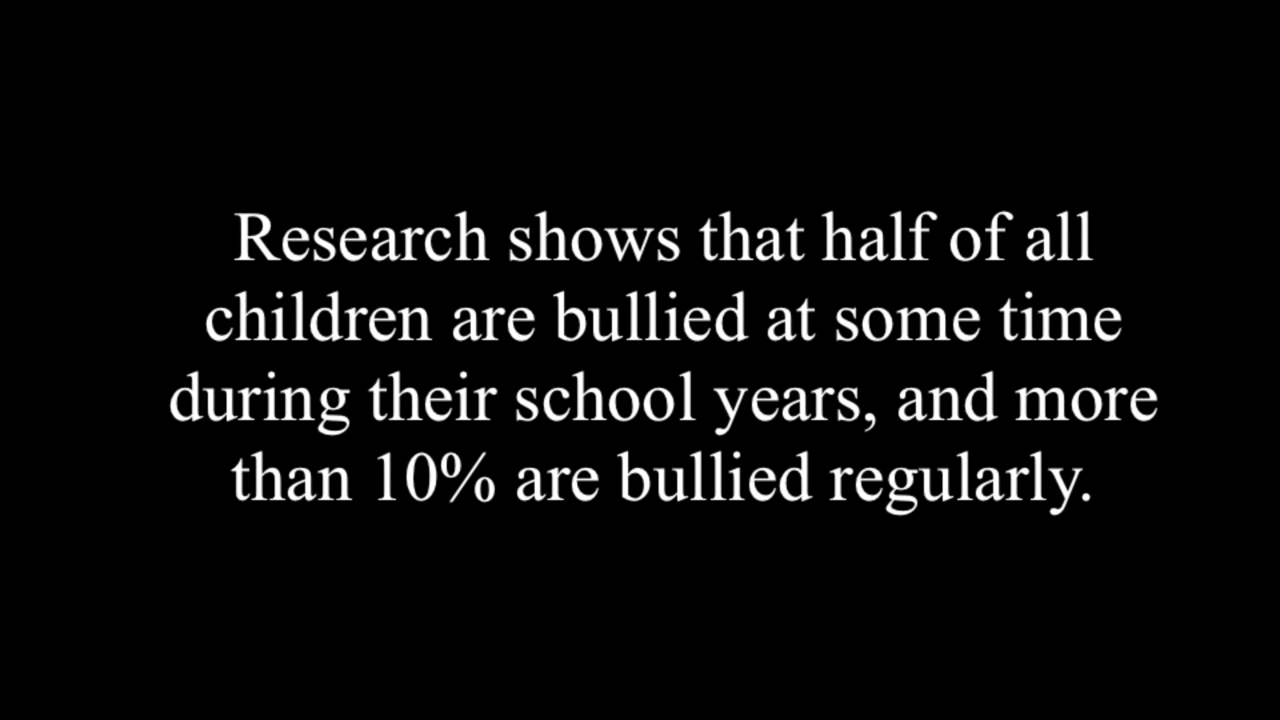 Research shows that half of all
children are bullied at some time
during their school years, and more
than 10% are bullied regularly.